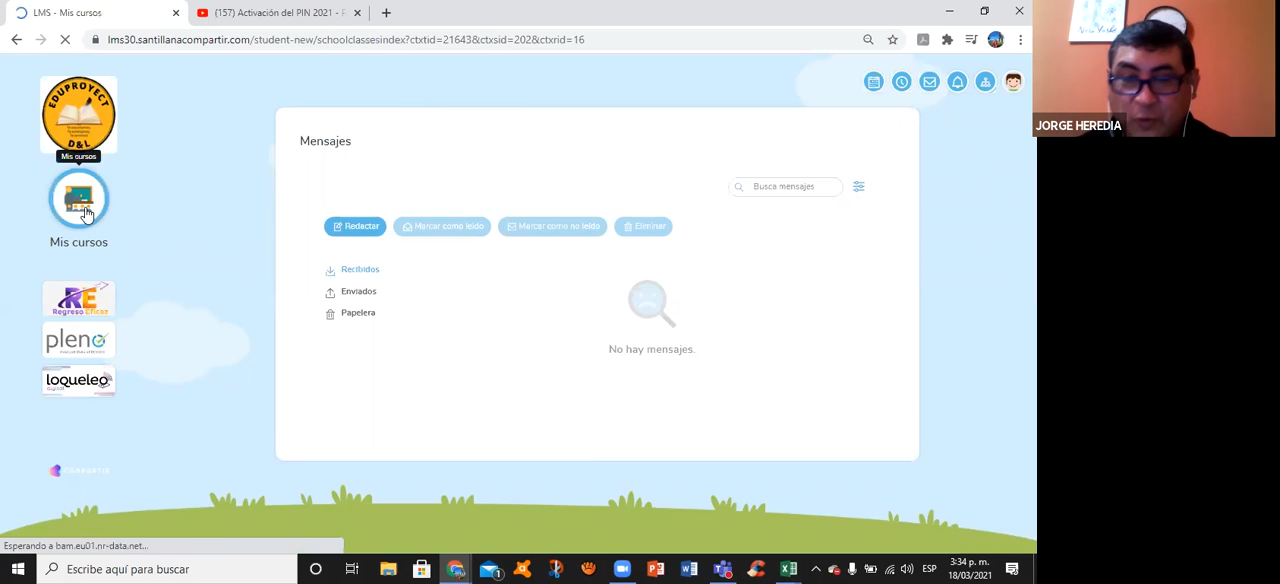 LMS - Mis cursos
(157) Activación del PIN 2021 - F
lms30.santillanacompartir.com/student-new/schoolclassesindex?ctxtid=21643&ctxsid=202&ctxrid=16
JORGE HEREDIA
EDUPROYECT
D&L
Mis cursos
Mis cursos
RE
Regreso Eficaz
pleno
loqueleo
COMPARTIR
Mensajes
Busca mensajes
Redactar
Marcar como leído
Marcar como no leído
Eliminar
Recibidos
Enviados
Papelera
No hay mensajes.
Esperando a bam.eu01.nr-data.net...
Escribe aquí para buscar
1
ESP
3:34 p. m.
18/03/2021